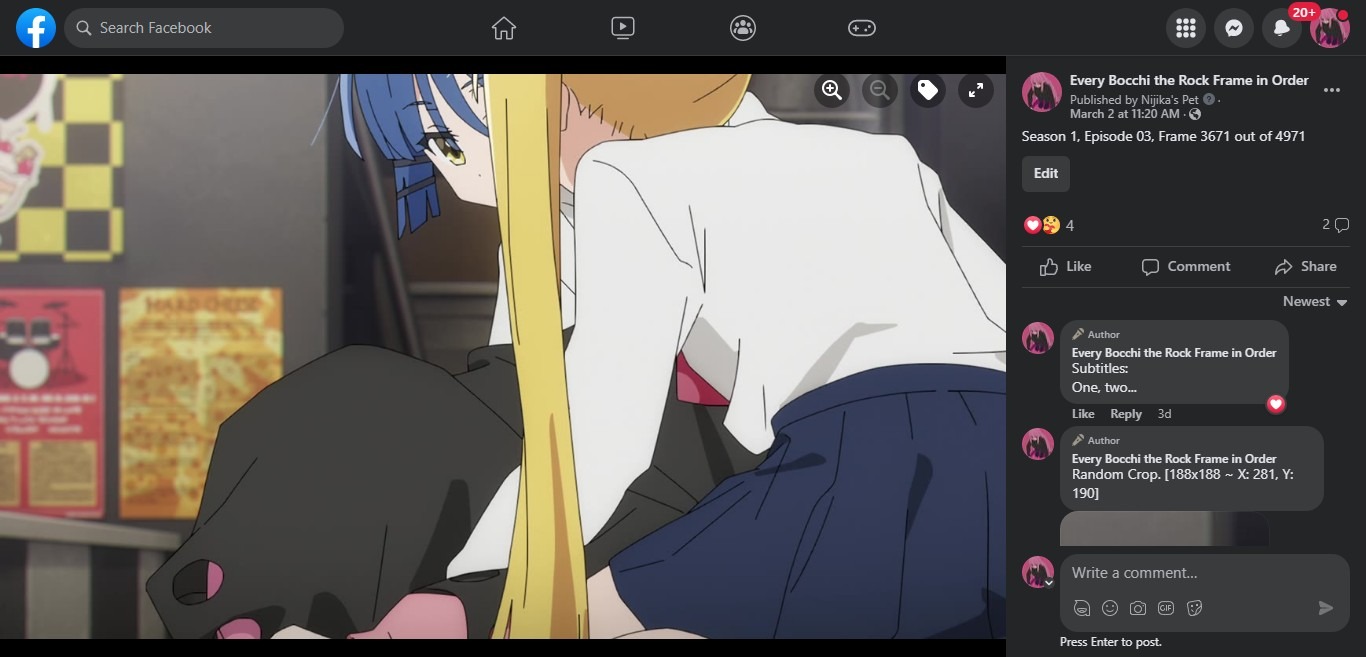 Search Facebook
20+
HARD CHEESE
Every Bocchi the Rock Frame in Order
Published by Nijika's Pet ·
March 2 at 11:20 AM ·
Season 1, Episode 03, Frame 3671 out of 4971
Edit
4
2
Like
Comment
Share
Newest
Author
Every Bocchi the Rock Frame in Order
Subtitles:
One, two...
Like Reply 3d
Author
Every Bocchi the Rock Frame in Order
Random Crop. [188x188 ~ X: 281, Y:
190]
Write a comment...
GIF
Press Enter to post.